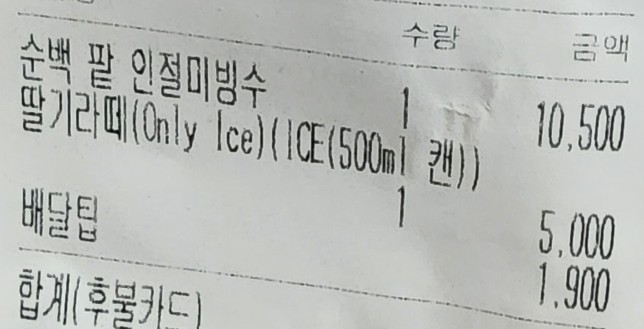 수량 금액
순백 팥 인절미빙수
1 10,500
딸기라떼(Only Ice)(ICE(500ml 캔))
1 5,000
배달팁 1,900
합계(후불카드)